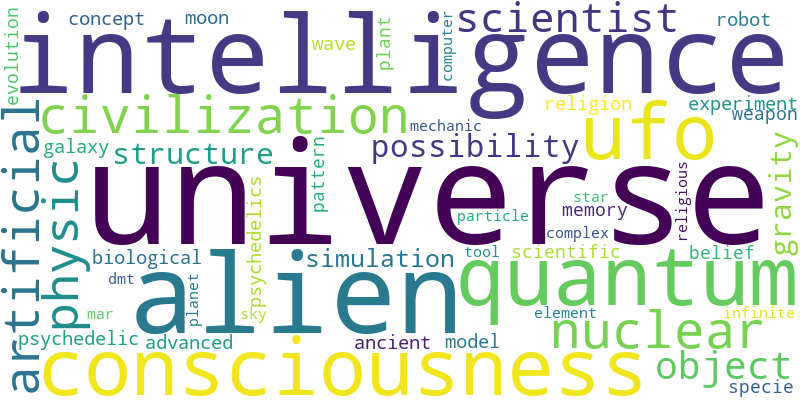 concept
moon
scientist
robot
evolution
intelligence
wave
plant
computer
civilization
religion
experiment
weapon
mechanic
ufo
galaxy
structure
possibility
artificial
physic
pattern
universe
star
memory
religious
gravity
particle
complex
biological
psychedelics
simulation
tool
scientific
belief
dmt
planet
alien
quantum
mar
sky
element
infinite
psychedelic
advanced
ancient
model
nuclear
consciousness
object
specie